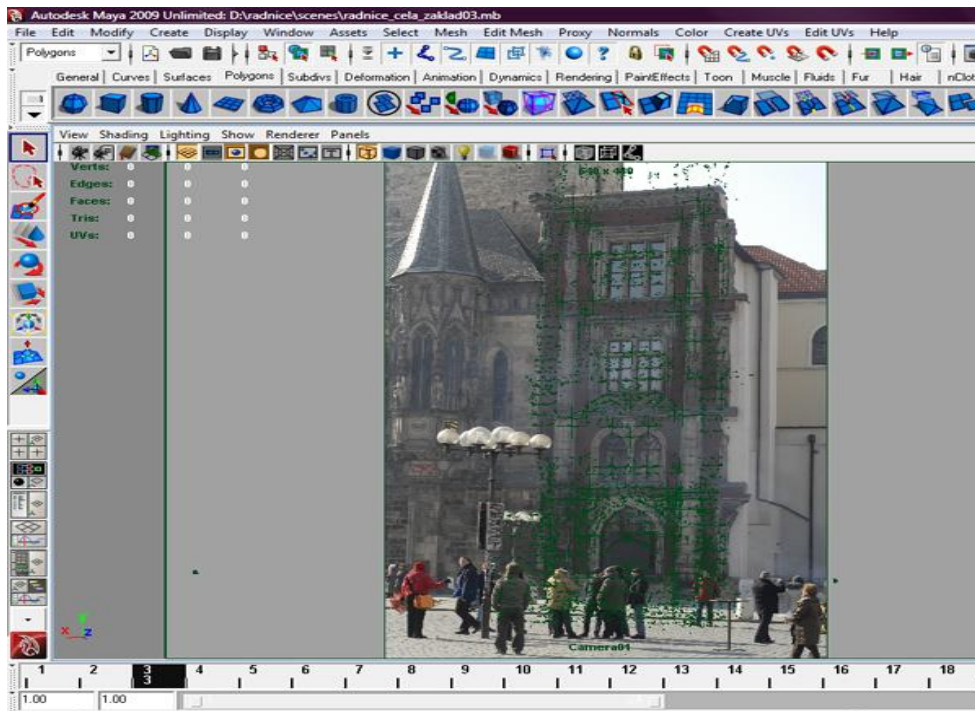 Autodesk Maya 2009 Unlimited: D:\radnice\scenes\radnice_cela_zaklad03.mb
File Edit Modify Create Display Window Assets Select Mesh Edit Mesh Proxy Normals Color Create UVs Edit UVs Help
Polygons
General Curves Surfaces Polygons Subdivs Deformation Animation Dynamics Rendering PaintEffects Toon Muscle Fluids Fur Hair nClot
View Shading Lighting Show Renderer Panels
Verts: 0 0 0
Edges: 0 0 0
Faces: 0 0 0
Tris: 0 0 0
UVs: 0 0 0
Camera01
x y z
1 2 3 4 5 6 7 8 9 10 11 12 13 14 15 16 17 18
3
1.00 1.00